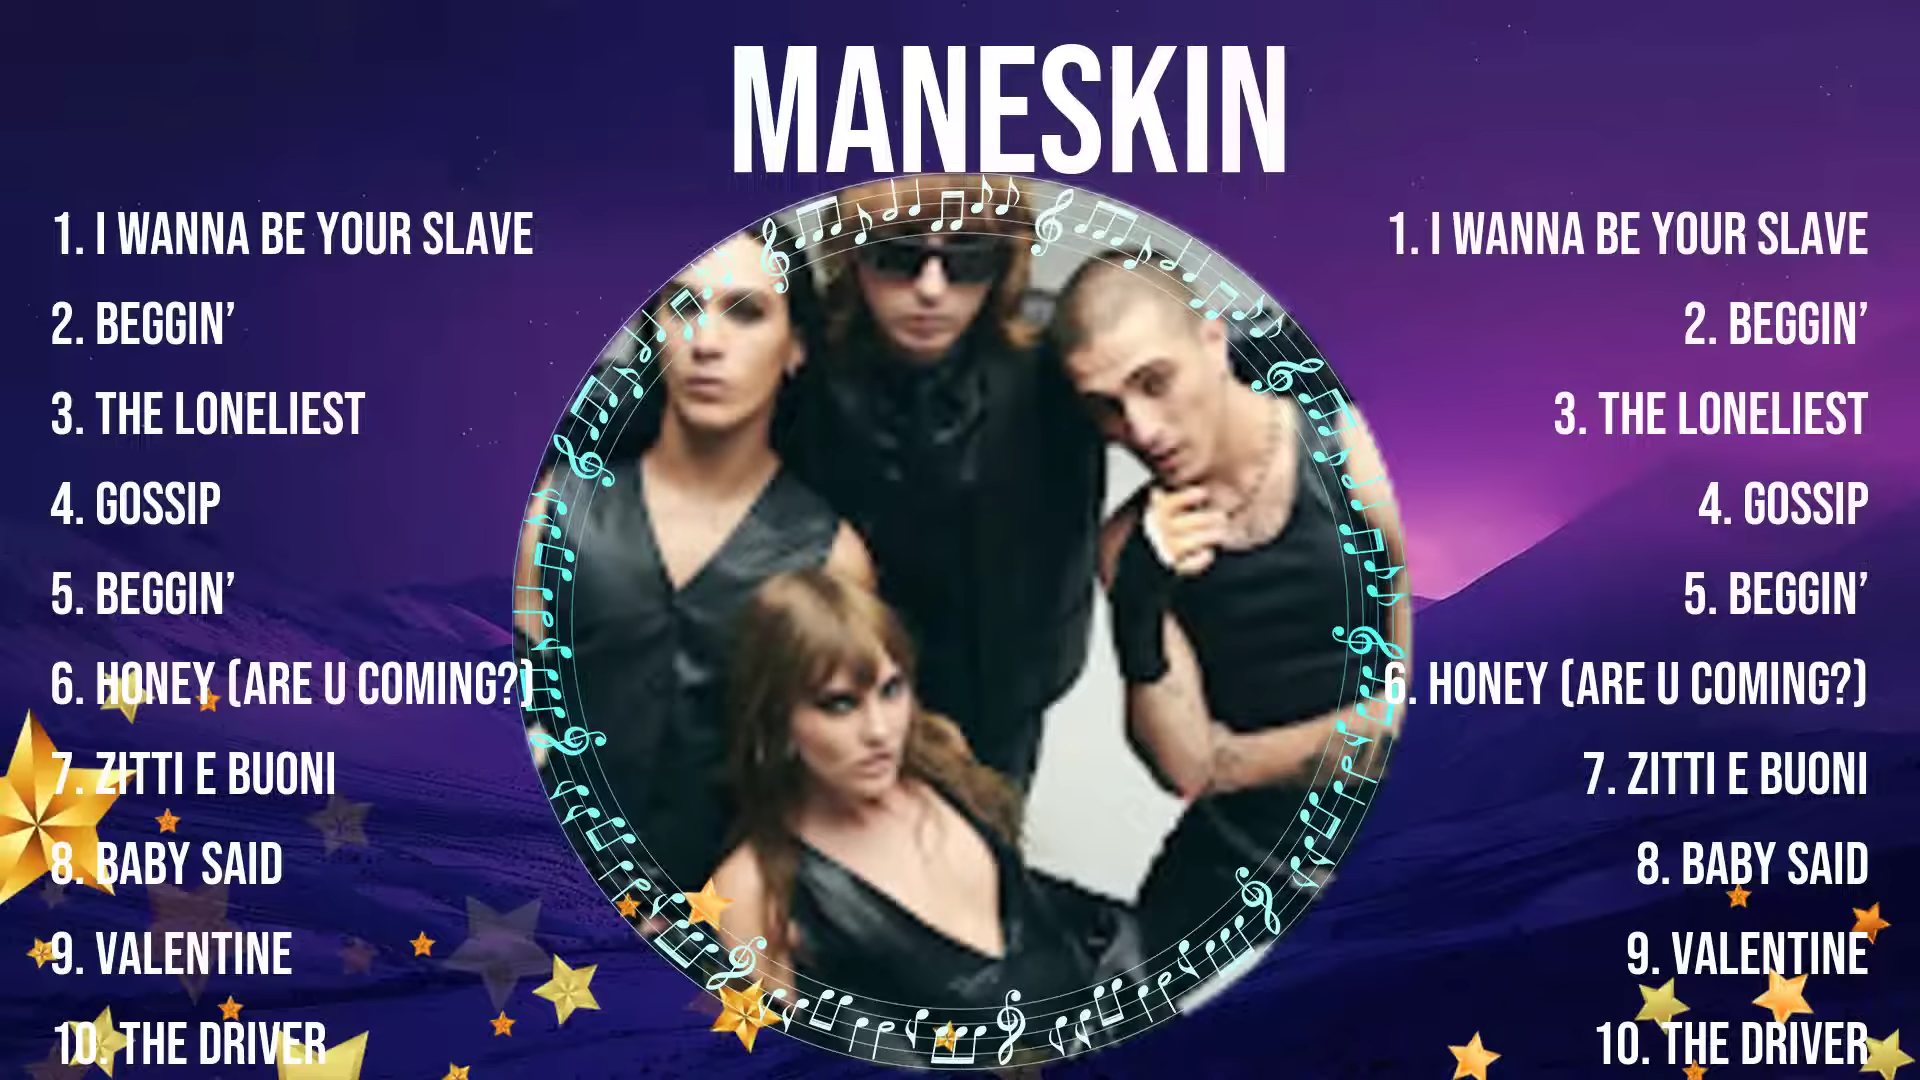 MANESKIN
1. I WANNA BE YOUR SLAVE
2. BEGGIN’
3. THE LONELIEST
4. GOSSIP
5. BEGGIN’
6. HONEY (ARE U COMING?)
7. ZITTI E BUONI
8. BABY SAID
9. VALENTINE
10. THE DRIVER
1. I WANNA BE YOUR SLAVE
2. BEGGIN’
3. THE LONELIEST
4. GOSSIP
5. BEGGIN’
6. HONEY (ARE U COMING?)
7. ZITTI E BUONI
8. BABY SAID
9. VALENTINE
10. THE DRIVER